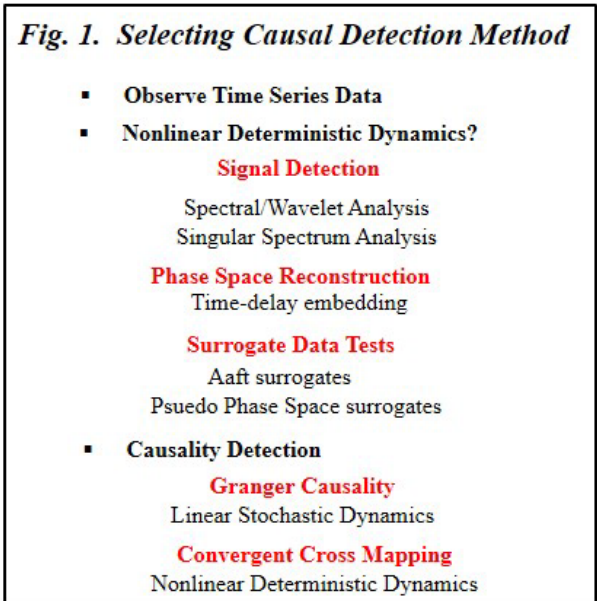 Fig. 1. Selecting Causal Detection Method
▪ Observe Time Series Data
▪ Nonlinear Deterministic Dynamics?
Signal Detection
Spectral/Wavelet Analysis
Singular Spectrum Analysis
Phase Space Reconstruction
Time-delay embedding
Surrogate Data Tests
Aaft surrogates
Psuedo Phase Space surrogates
▪ Causality Detection
Granger Causality
Linear Stochastic Dynamics
Convergent Cross Mapping
Nonlinear Deterministic Dynamics